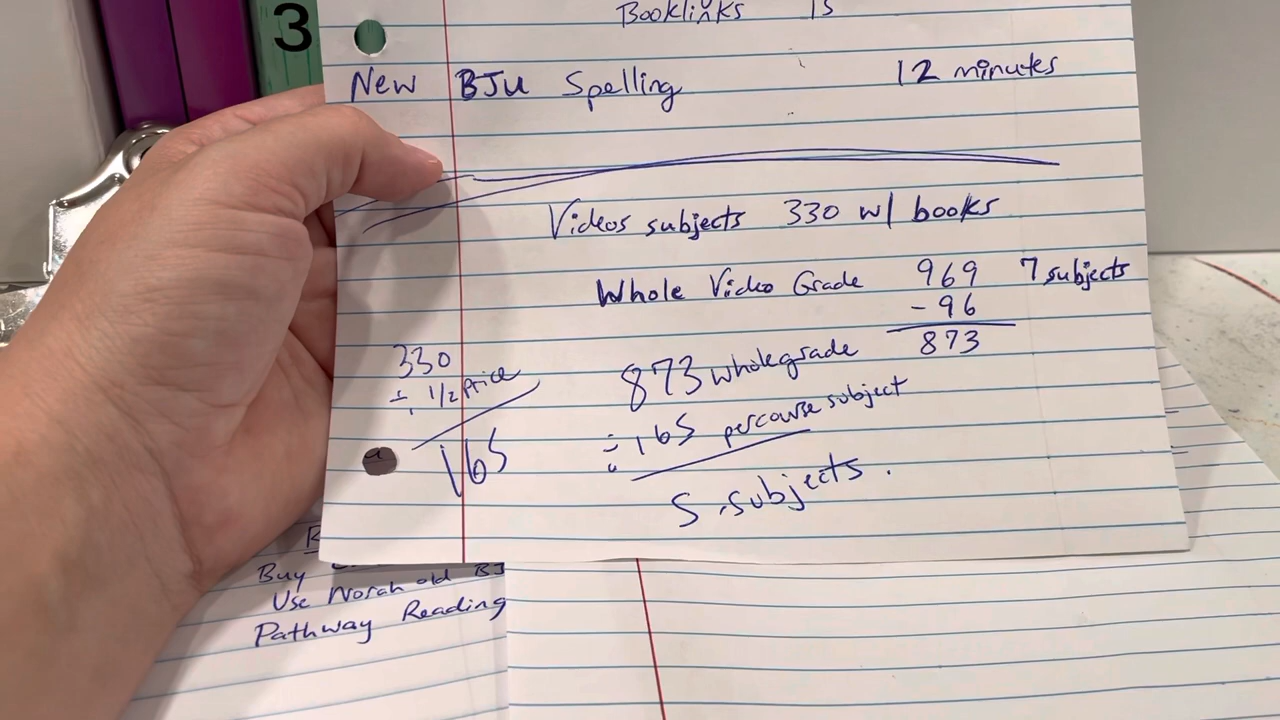 3
Booklinks 15
New BJU Spelling 12 minutes
Videos subjects 330 w/ books
Whole Video Grade 969 7 subjects
- 96
873
330
÷ 1/2 Price
165
873 whole grade
÷ 165 percourse subject
5 subjects.
Buy
Use Norah old BJ
Pathway Reading